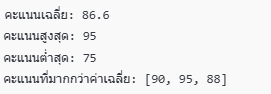 คะแนนเฉลี่ย: 86.6
คะแนนสูงสุด: 95
คะแนนต่ำสุด: 75
คะแนนที่มากกว่าค่าเฉลี่ย: [90, 95, 88]